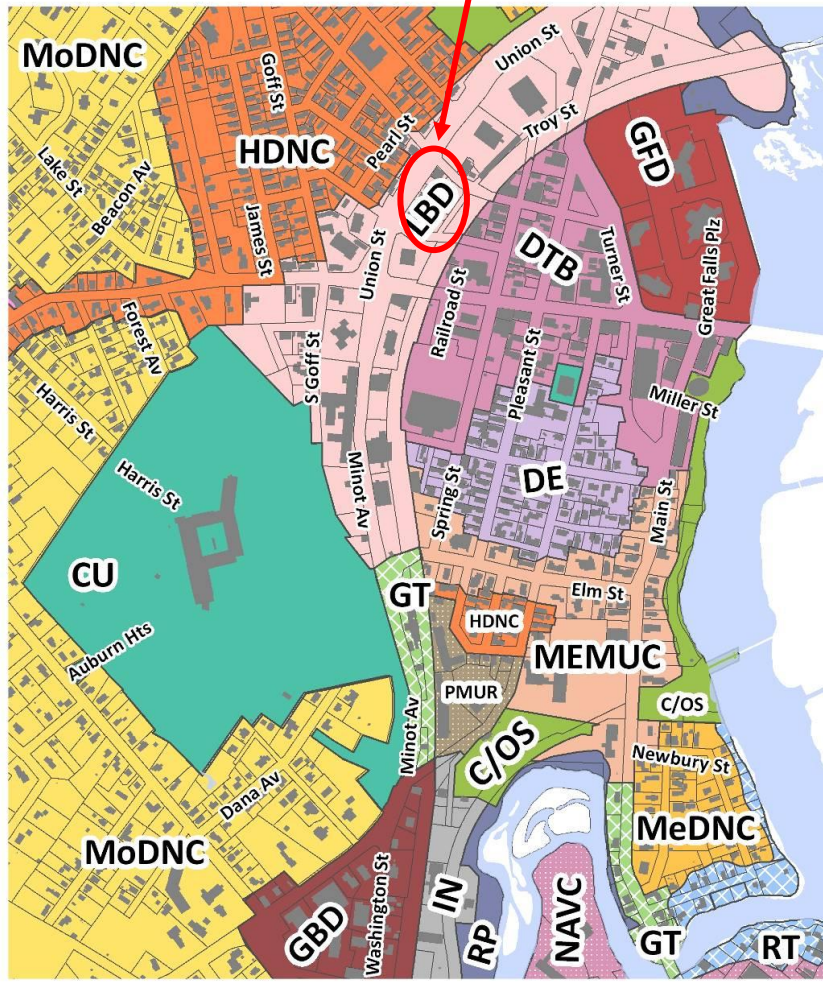 MoDNC
Goff St
Union St
Troy St
Pearl St
HDNC
GFD
Lake St
Beacon Av
LBD
James St
Union St
DTB
Turner St
Great Falls Plz
Forest Av
Railroad St
S Goff St
Pleasant St
Miller St
Harris St
Harris St
Minot Av
Spring St
DE
Main St
CU
GT
Elm St
HDNC
MEMUC
Auburn Hts
PMUR
C/OS
Minot Av
C/OS
Newbury St
Dana Av
MeDNC
MoDNC
Washington St
GBD
IN
RP
NAVC
GT
RT